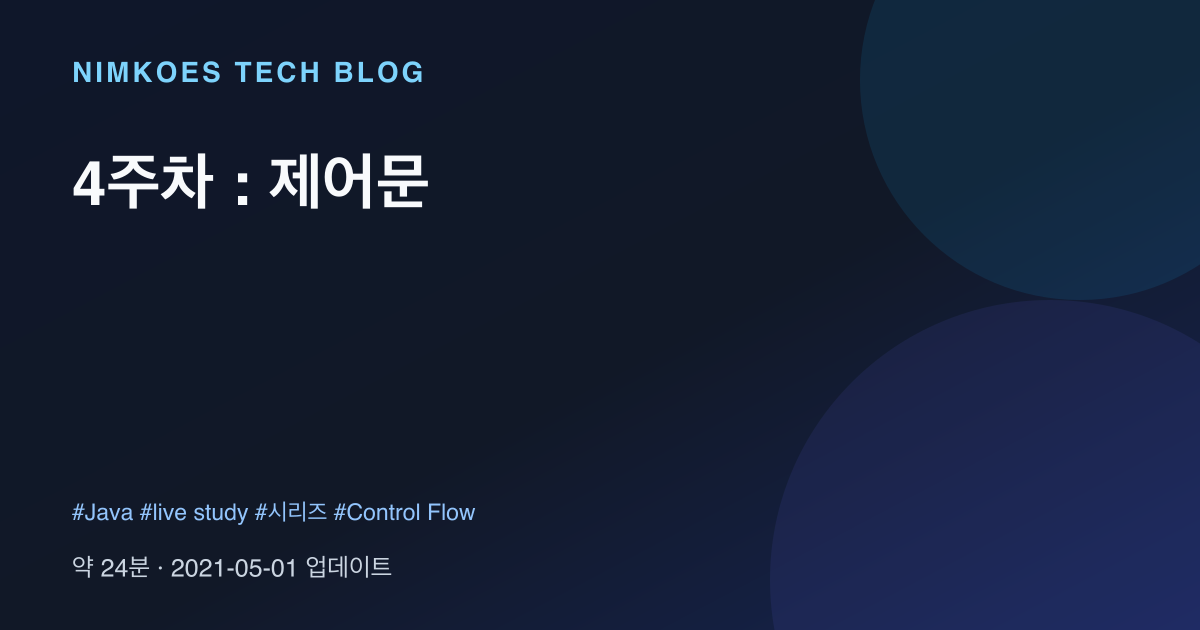 NIMKOES TECH BLOG
4주차 : 제어문
#Java #live study #시리즈 #Control Flow
약 24분 · 2021-05-01 업데이트